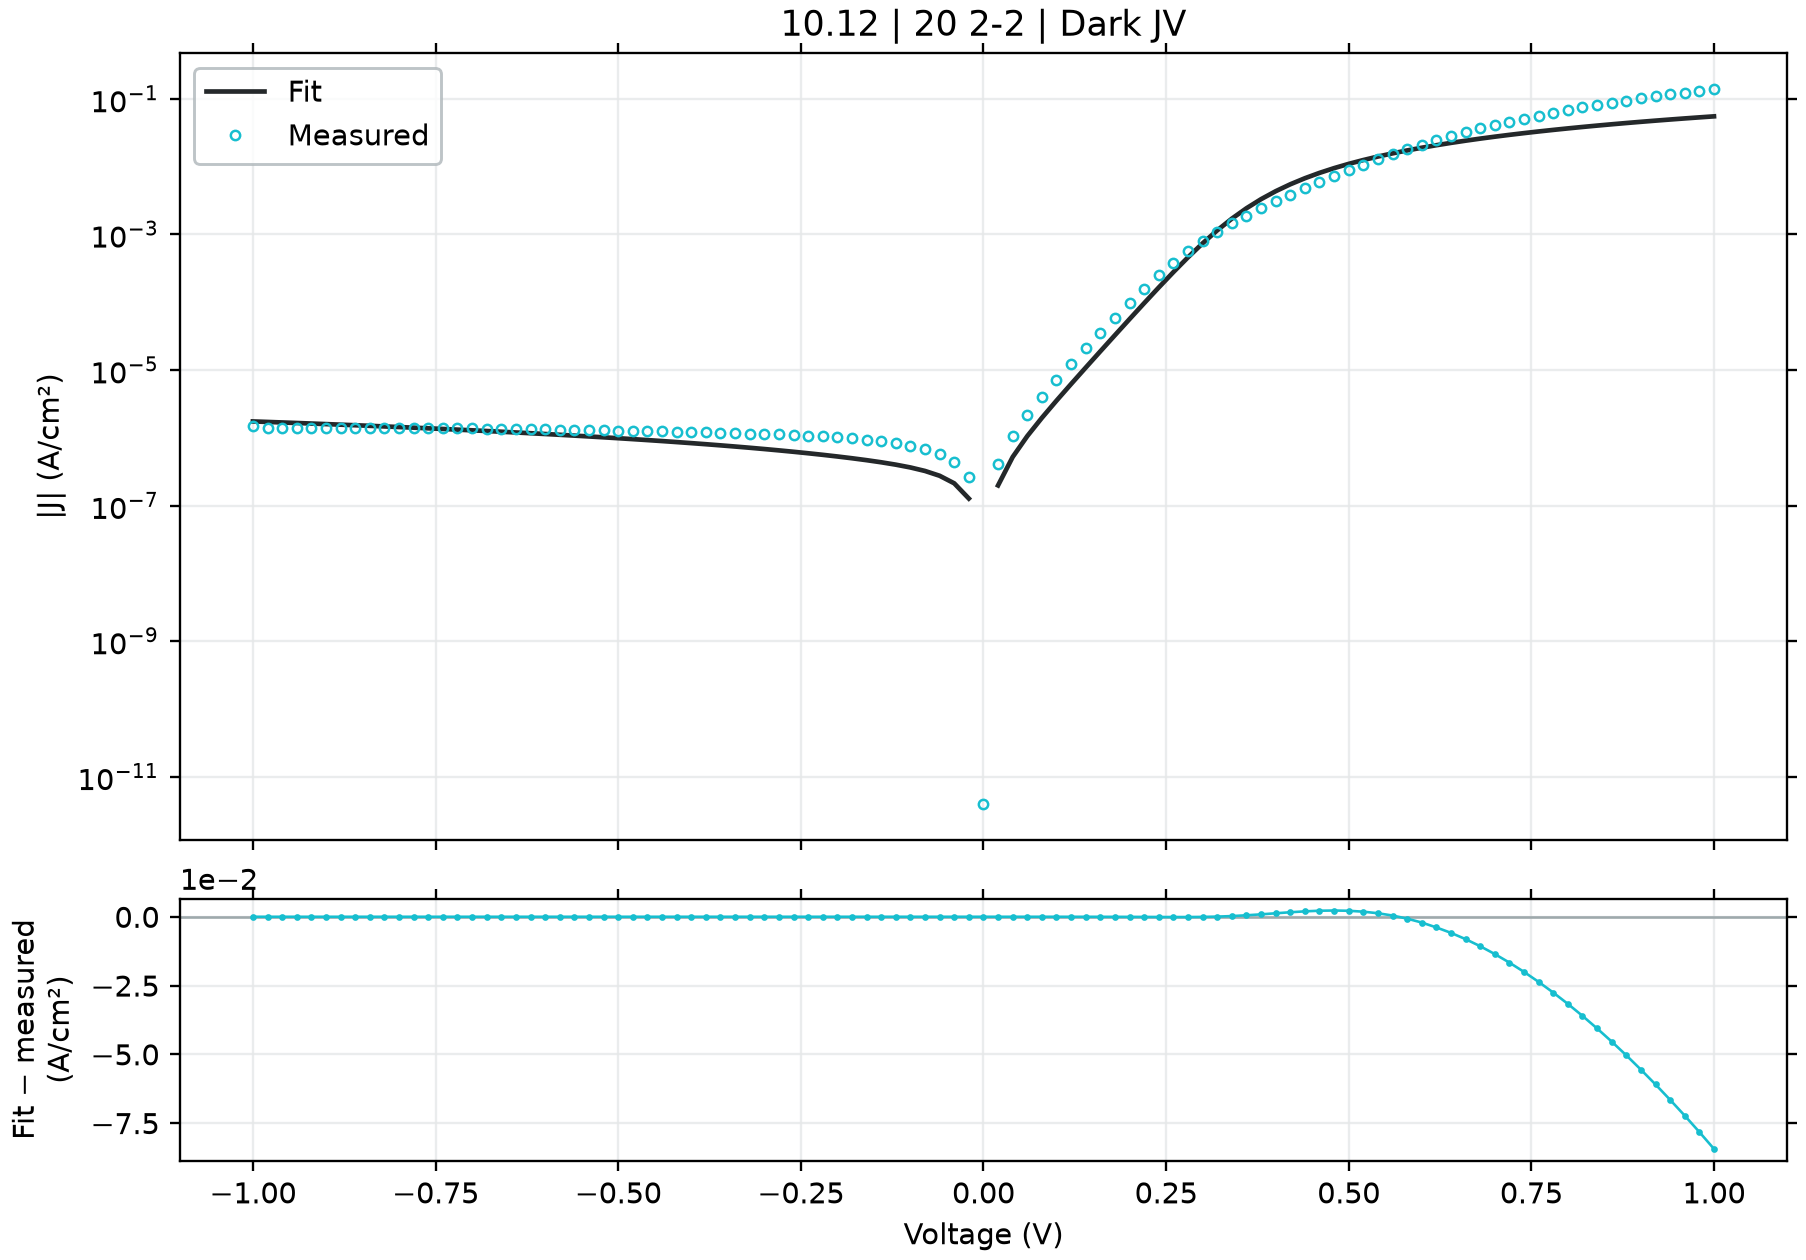 10.12 | 20 2-2 | Dark JV
Fit
Measured
|J| (A/cm²)
10⁻¹
10⁻³
10⁻⁵
10⁻⁷
10⁻⁹
10⁻¹¹
1e−2
Fit − measured
(A/cm²)
0.0
−2.5
−5.0
−7.5
−1.00 −0.75 −0.50 −0.25 0.00 0.25 0.50 0.75 1.00
Voltage (V)